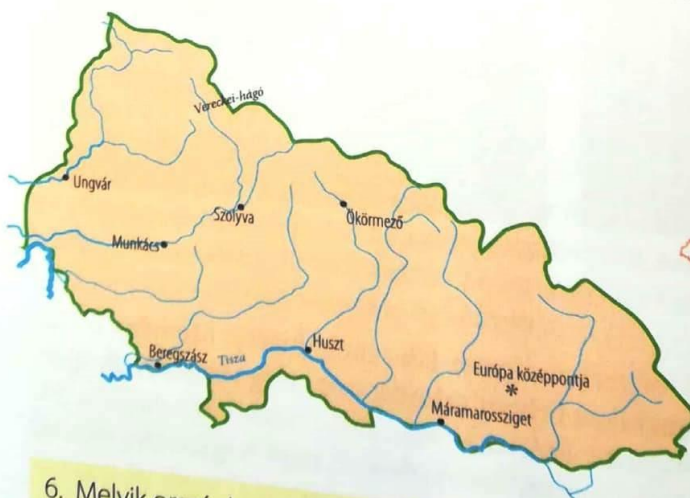 Vereckei-hágó
Ungvár
Szolyva
Ökörmező
Munkács
Huszt
Beregszász
Tisza
Európa középpontja
*
Máramarossziget
6. Melyik